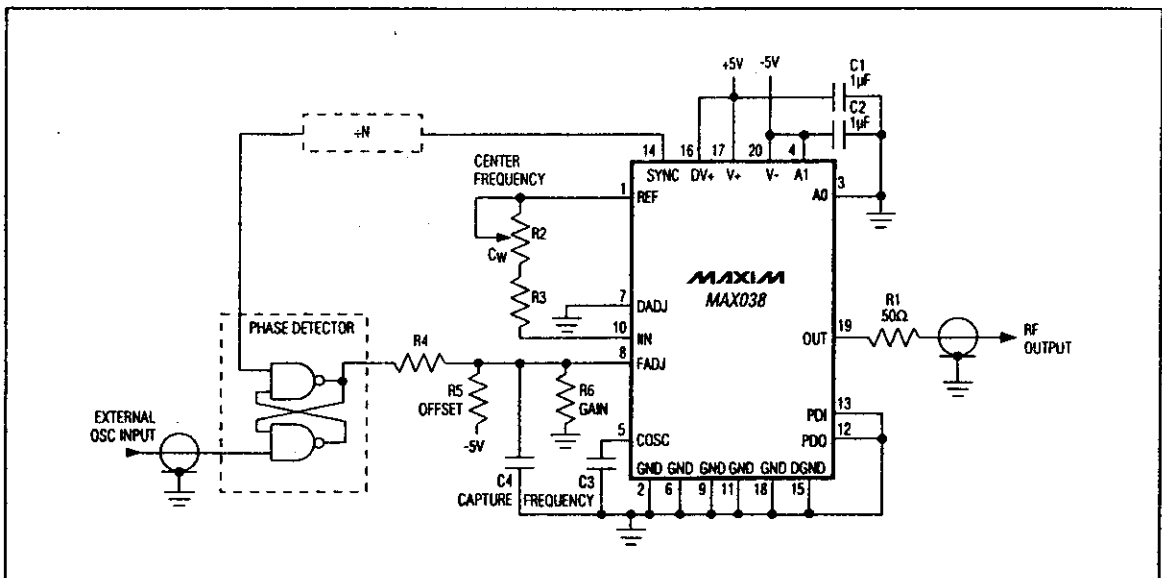 +5V
-5V
C1
1µF
C2
1µF
÷N
14
16
17
20
4
SYNC
DV+
V+
V-
A1
CENTER
FREQUENCY
1
REF
A0
3
R2
CW
R3
MAXIM
MAX038
7
DADJ
10
IIN
8
FADJ
R1
50Ω
19
OUT
RF
OUTPUT
PHASE DETECTOR
R4
R5
OFFSET
-5V
R6
GAIN
EXTERNAL
OSC INPUT
5
COSC
PDI
13
PDO
12
GND
GND
GND
GND
GND
DGND
2
6
9
11
18
15
C4
C3
CAPTURE FREQUENCY